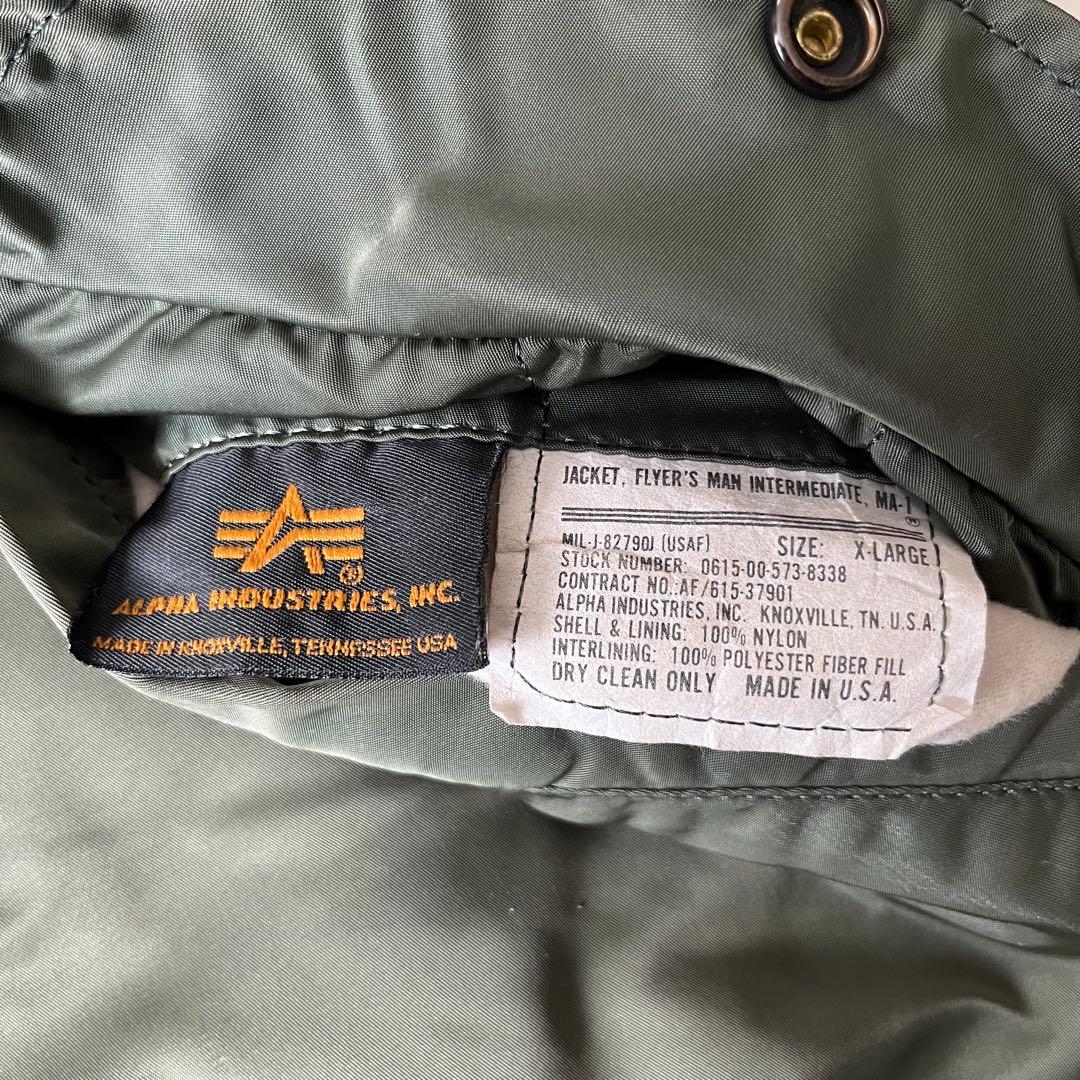 ALPHA INDUSTRIES, INC.
MADE IN KNOXVILLE, TENNESSEE USA
JACKET, FLYER'S MAN INTERMEDIATE, MA-1
MIL-J-82790J (USAF) SIZE: X-LARGE
STOCK NUMBER: 0615-00-573-8338
CONTRACT NO.:AF/615-37901
ALPHA INDUSTRIES, INC. KNOXVILLE, TN. U.S.A.
SHELL & LINING: 100% NYLON
INTERLINING: 100% POLYESTER FIBER FILL
DRY CLEAN ONLY MADE IN U.S.A.